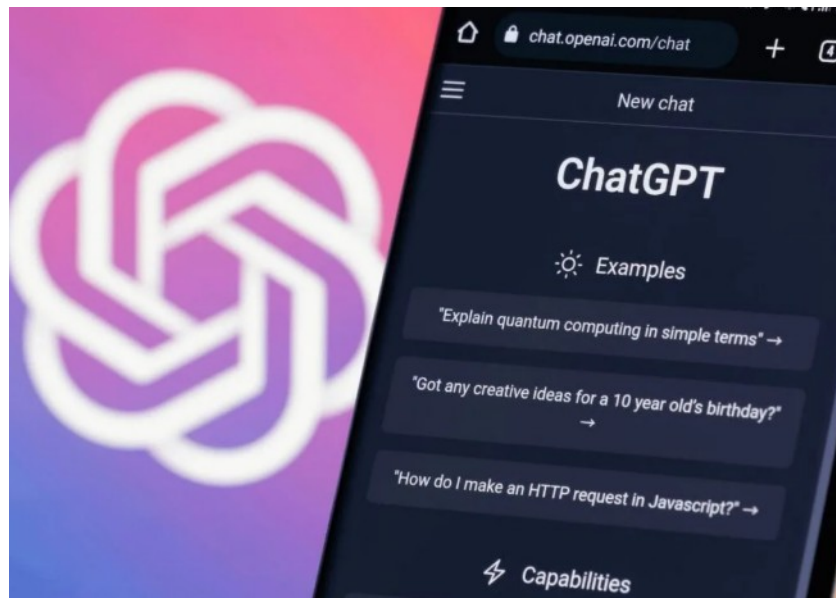 chat.openai.com/chat
4
New chat
ChatGPT
Examples
"Explain quantum computing in simple terms" →
"Got any creative ideas for a 10 year old's birthday?"
→
"How do I make an HTTP request in Javascript?" →
Capabilities